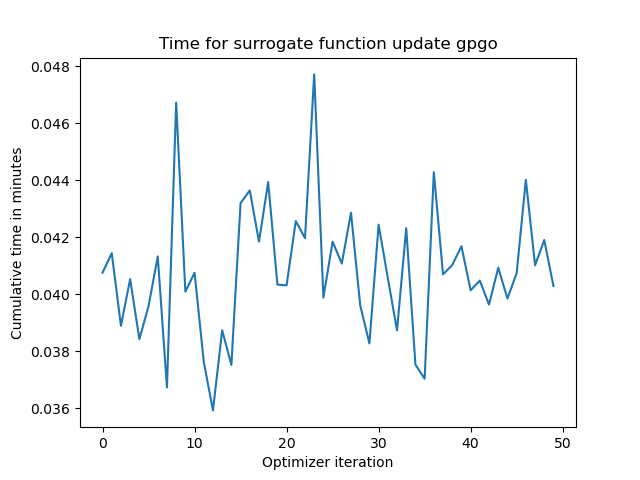 Time for surrogate function update gpgo
0.048
0.046
0.044
0.042
0.040
0.038
0.036
Cumulative time in minutes
0 10 20 30 40 50
Optimizer iteration